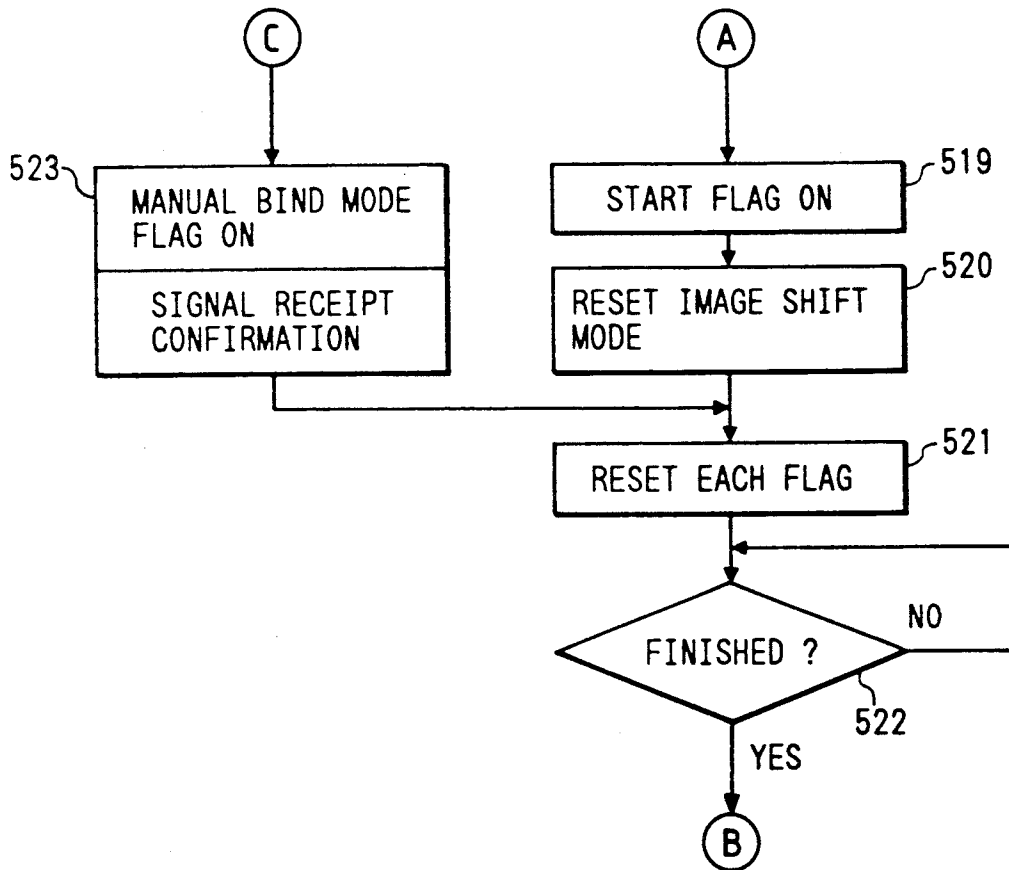 C
523
MANUAL BIND MODE
FLAG ON
SIGNAL RECEIPT
CONFIRMATION
A
519
START FLAG ON
520
RESET IMAGE SHIFT
MODE
521
RESET EACH FLAG
FINISHED ?
NO
522
YES
B